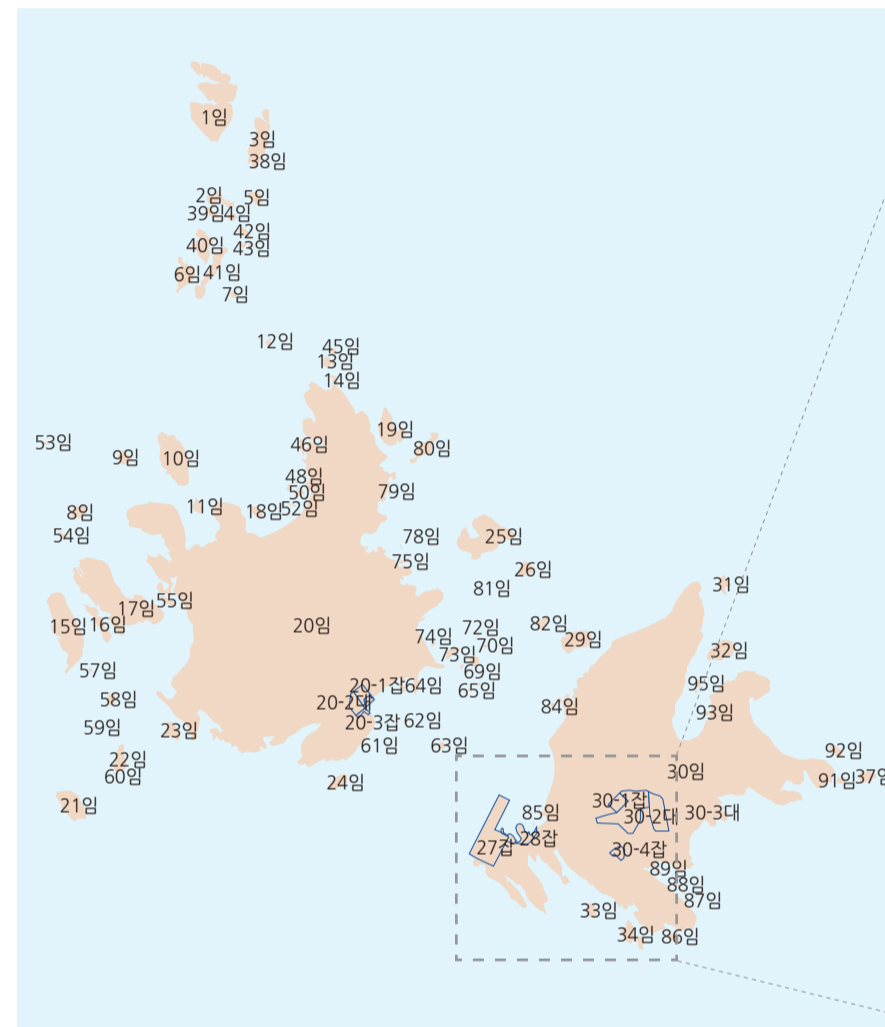 1임
3임
38임
2임 5임
39임 4임
42임
40임 43임
6임 41임
7임
12임 45임
13임
14임
19임
53임 46임 80임
9임 10임
48임
50임 79임
8임 11임 18임 52임
54임 78임 25임
75임 26임
81임 31임
17임 55임
15임 16임 20임 74임 72임 82임
73임 70임 29임 32임
57임 69임
20-1잡 64임 65임 95임
58임 20-2대 84임 93임
59임 23임 20-3잡 62임
22임 61임 63임 92임
60임 24임 30임 91임 37임
21임 30-1잡
85임 30-2대 30-3대
27잡 28잡 30-4잡
89임
88임
87임
33임
34임 86임